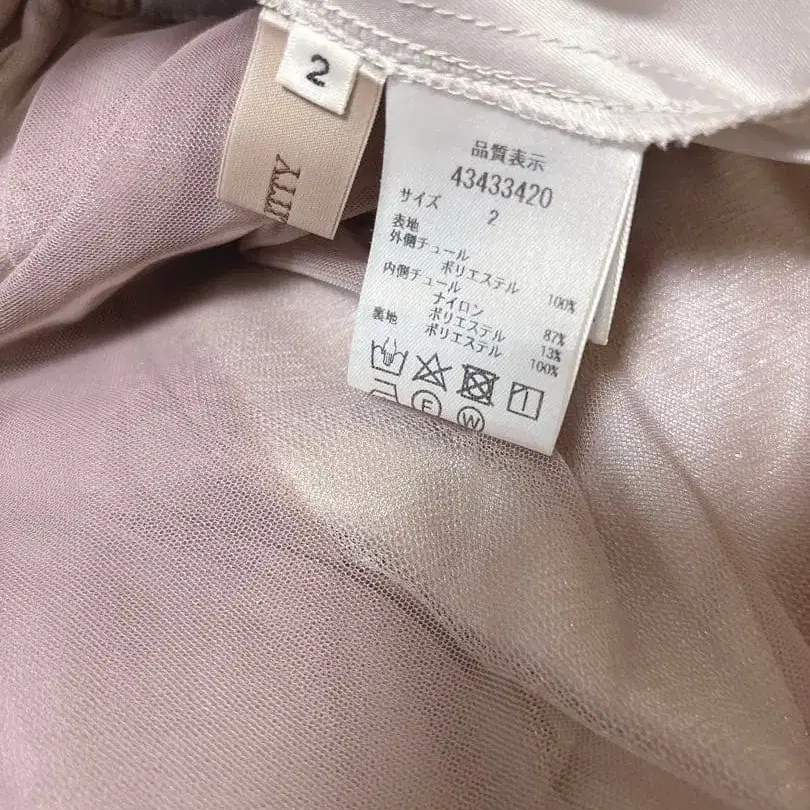 2
ITTY
品質表示
43433420
サイズ 2
表地
外側チュール
ポリエステル 100%
内側チュール
ナイロン 87%
ポリエステル 13%
裏地 ポリエステル 100%
F W